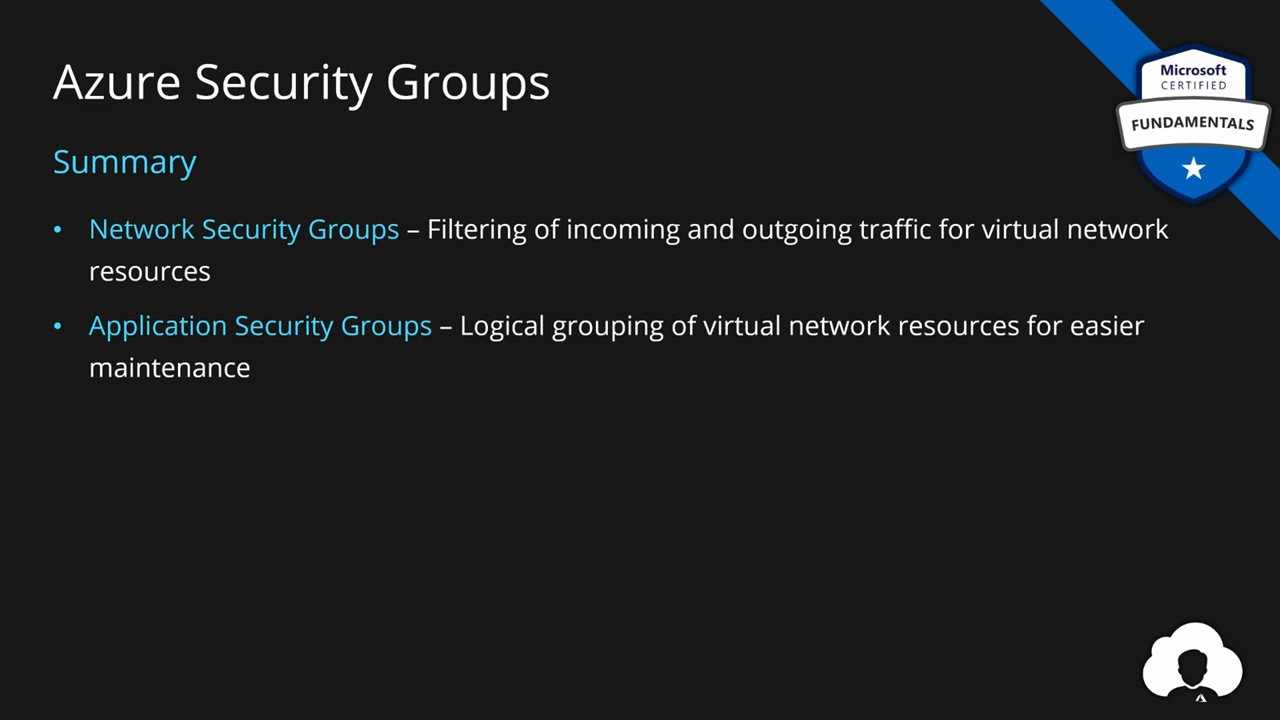 Azure Security Groups
Microsoft
CERTIFIED
FUNDAMENTALS
Summary
• Network Security Groups – Filtering of incoming and outgoing traffic for virtual network
resources
• Application Security Groups – Logical grouping of virtual network resources for easier
maintenance